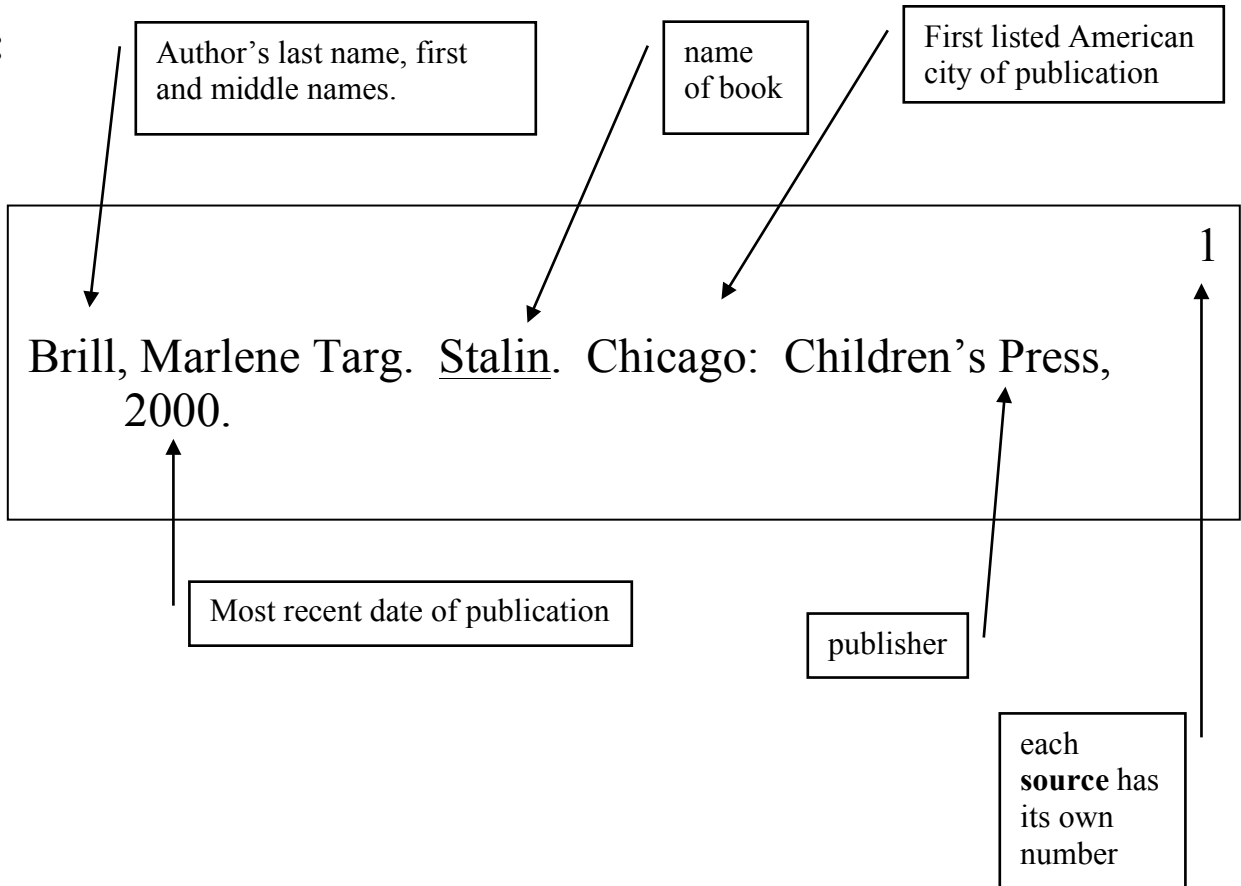 :
Author’s last name, first
and middle names.
name
of book
First listed American
city of publication
1
Brill, Marlene Targ.  Stalin.  Chicago:  Children’s Press,
2000.
Most recent date of publication
publisher
each
source has
its own
number